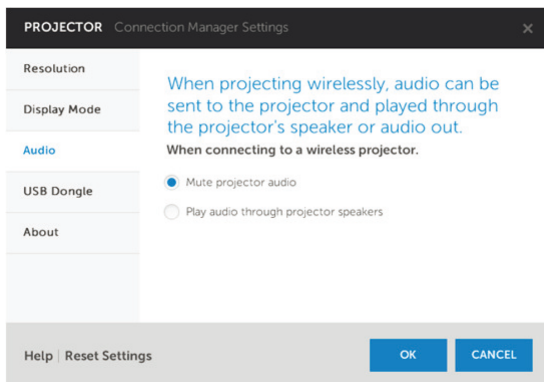 PROJECTOR Connection Manager Settings
Resolution
Display Mode
Audio
USB Dongle
About
When projecting wirelessly, audio can be
sent to the projector and played through
the projector's speaker or audio out.
When connecting to a wireless projector.
Mute projector audio
Play audio through projector speakers
Help | Reset Settings
OK
CANCEL